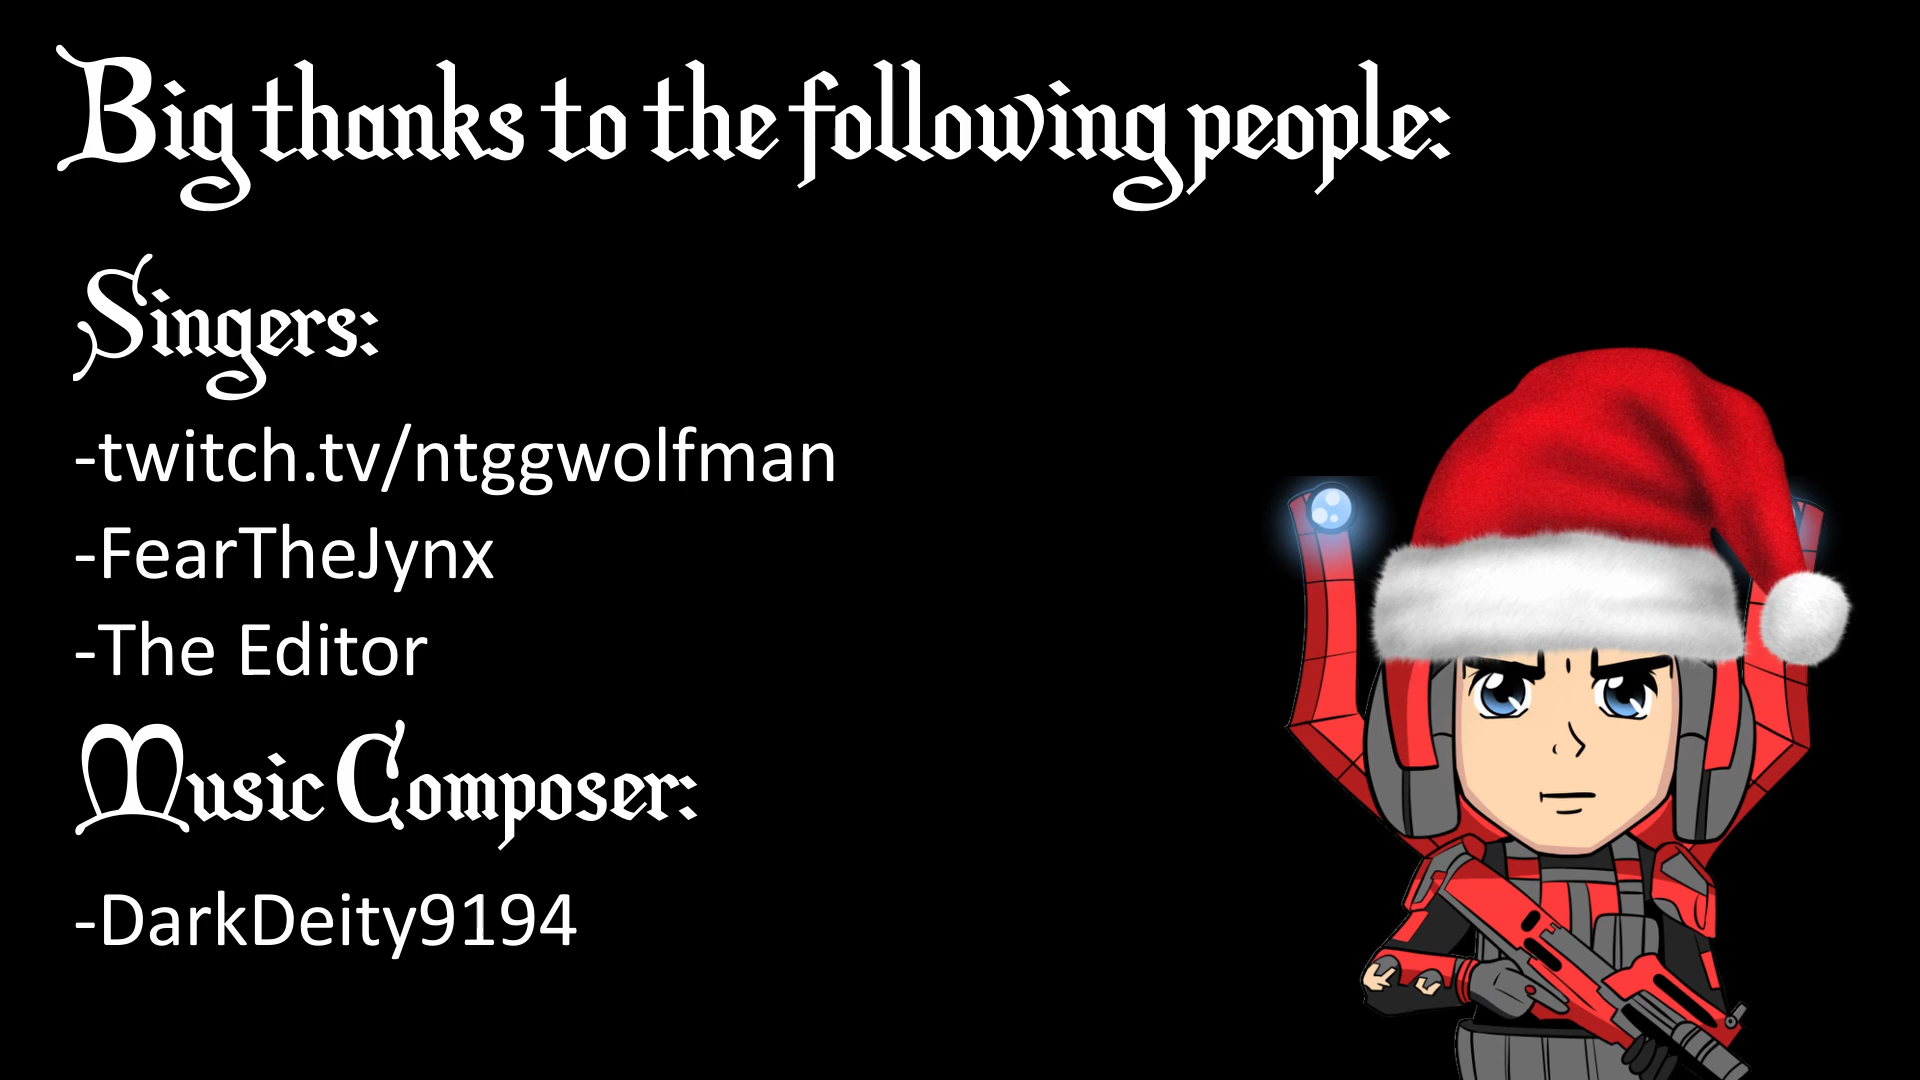 Big thanks to the following people:
Singers:
-twitch.tv/ntggwolfman
-FearTheJynx
-The Editor
Music Composer:
-DarkDeity9194